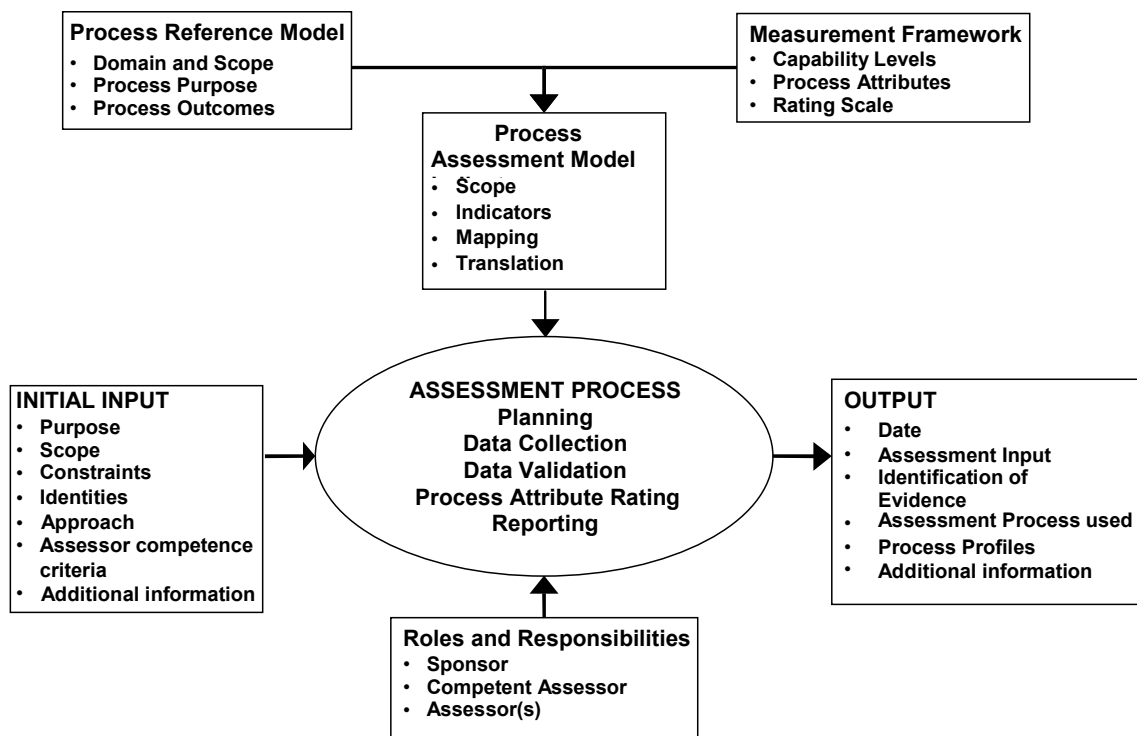 Process Reference Model
• Domain and Scope
• Process Purpose
• Process Outcomes
Measurement Framework
• Capability Levels
• Process Attributes
• Rating Scale
Process
Assessment Model
• Scope
• Indicators
• Mapping
• Translation
INITIAL INPUT
• Purpose
• Scope
• Constraints
• Identities
• Approach
• Assessor competence
criteria
• Additional information
ASSESSMENT PROCESS
Planning
Data Collection
Data Validation
Process Attribute Rating
Reporting
OUTPUT
• Date
• Assessment Input
• Identification of
Evidence
• Assessment Process used
• Process Profiles
• Additional information
Roles and Responsibilities
• Sponsor
• Competent Assessor
• Assessor(s)